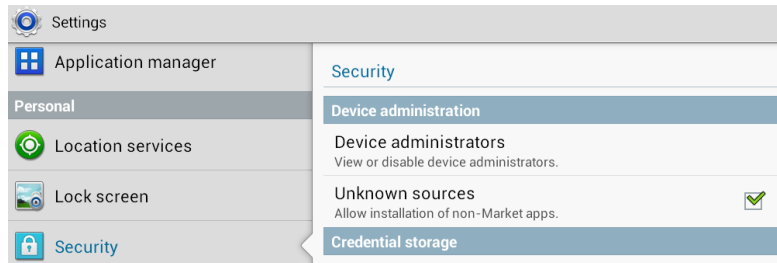 Settings
Application manager
Personal
Location services
Lock screen
Security
Security
Device administration
Device administrators
View or disable device administrators.
Unknown sources
Allow installation of non-Market apps.
Credential storage